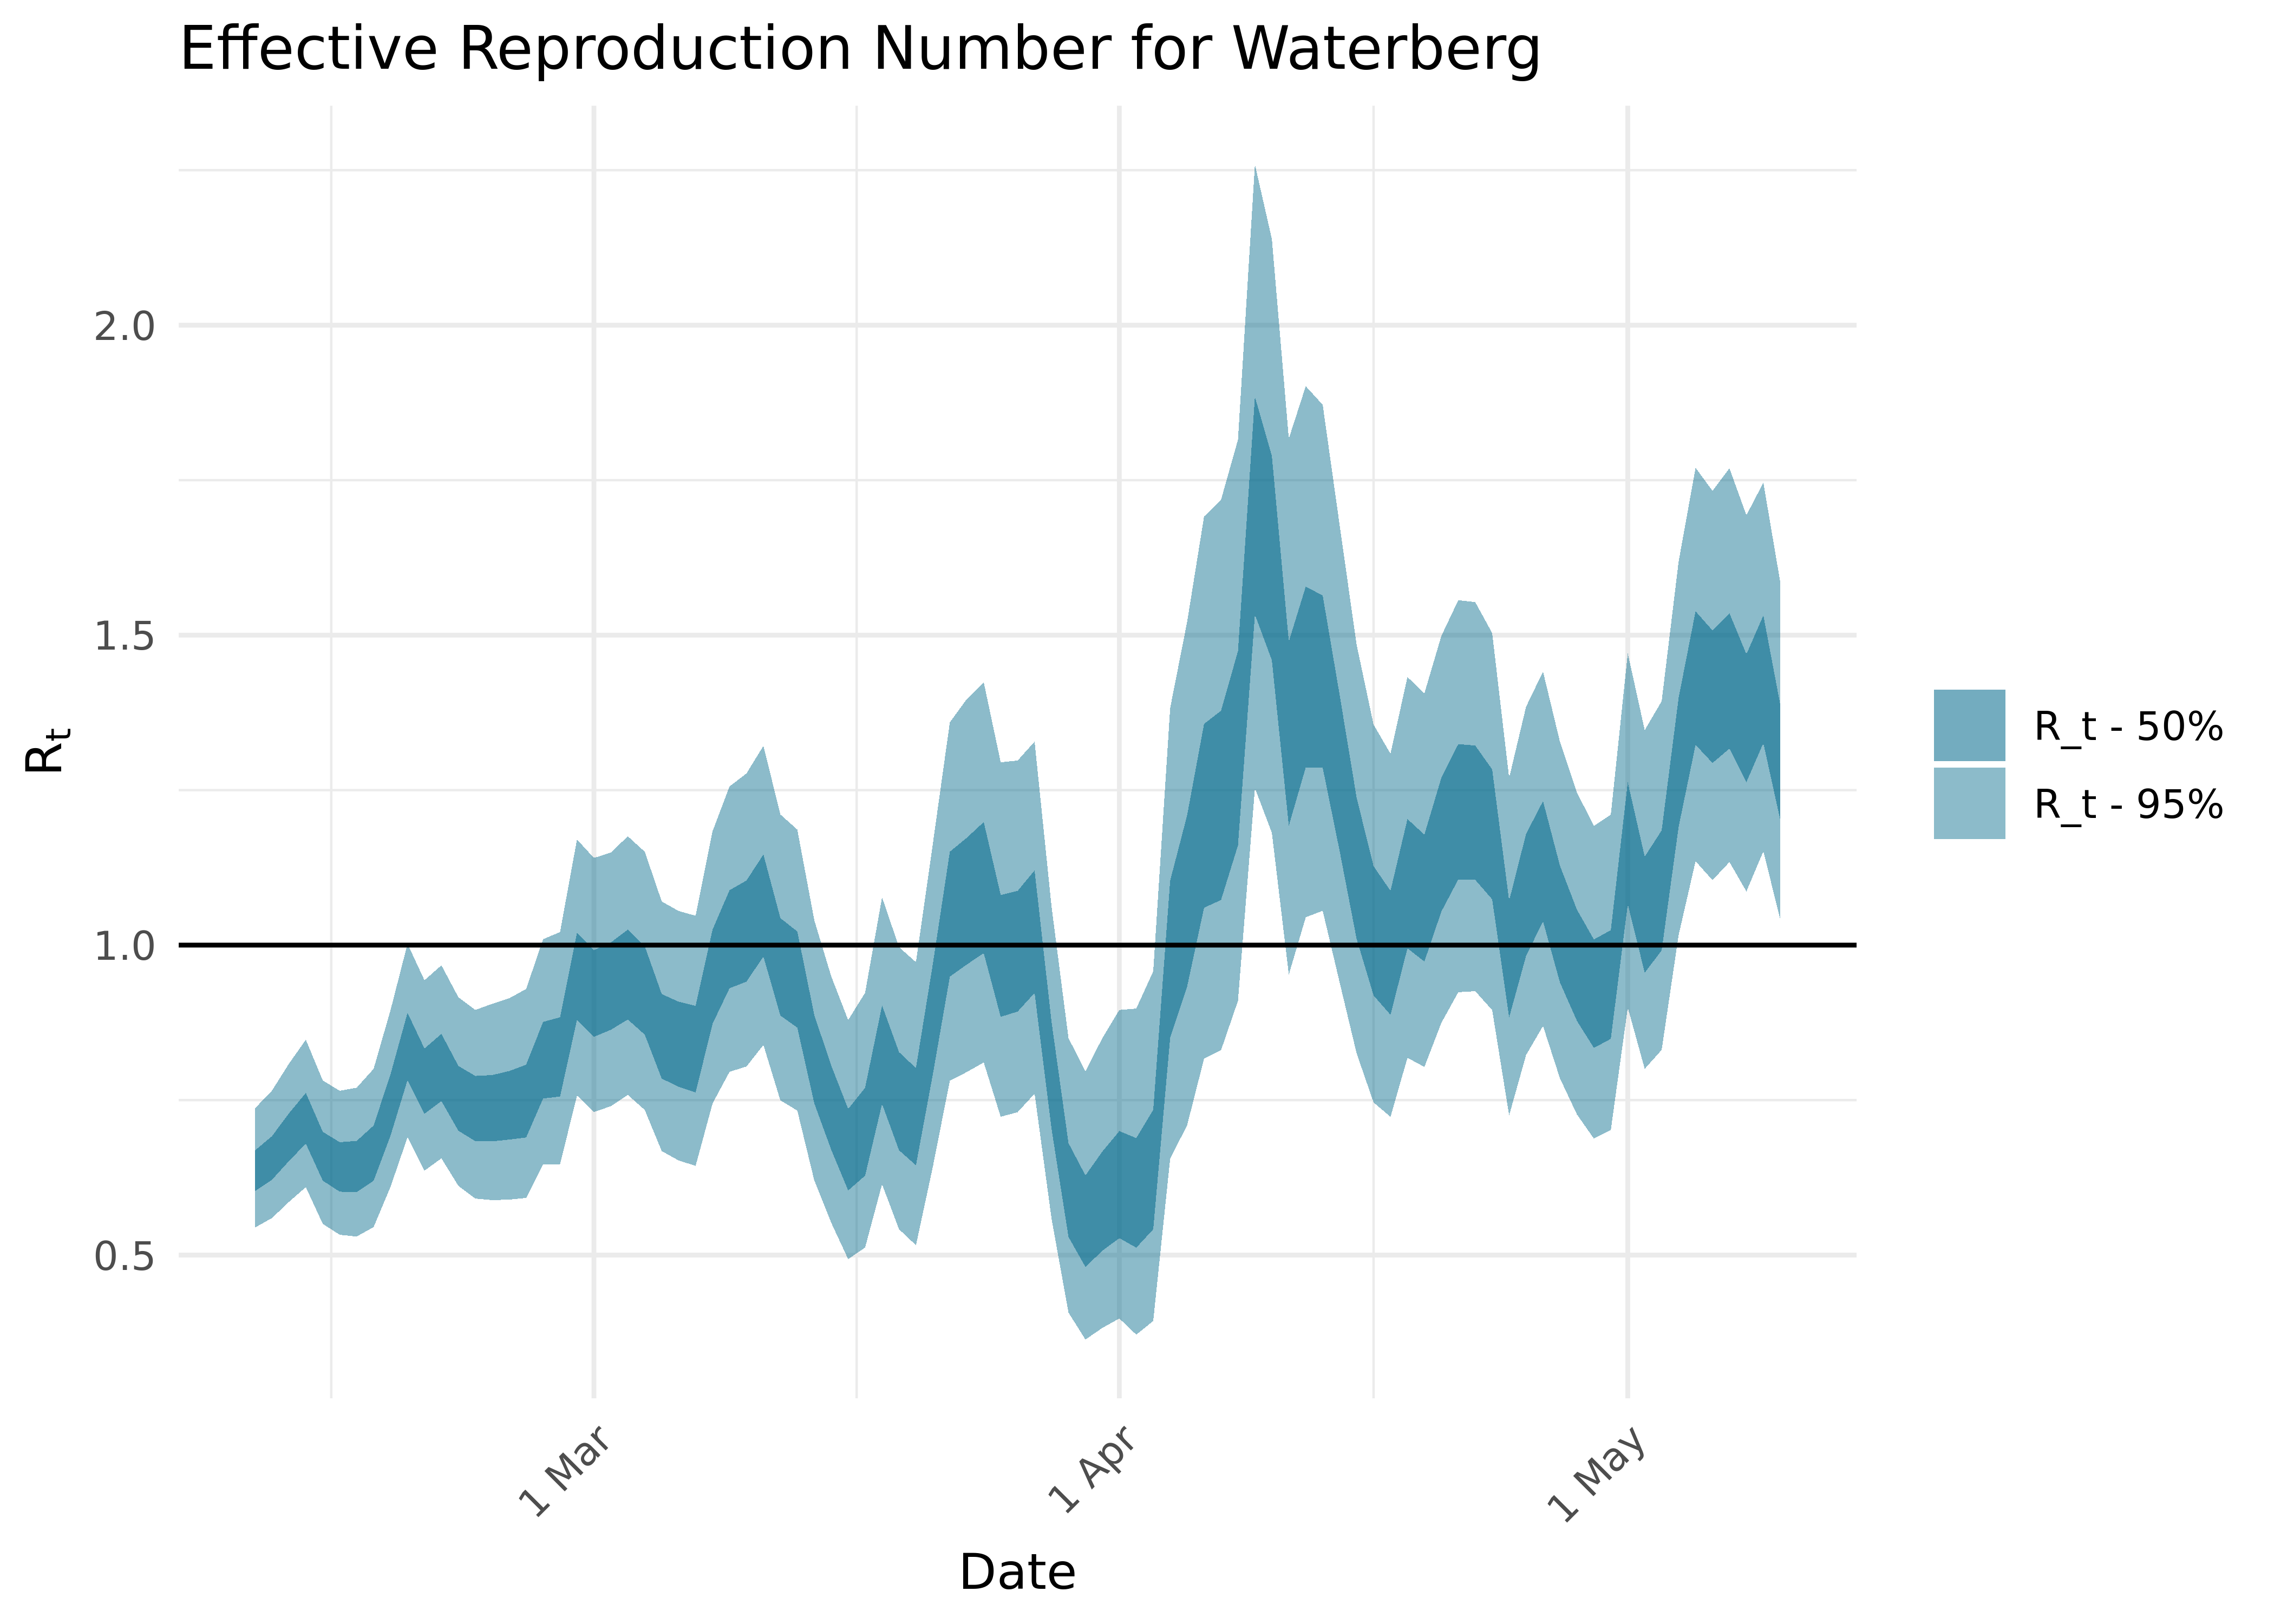 Effective Reproduction Number for Waterberg
R_t
2.0
1.5
1.0
0.5
1 Mar
1 Apr
1 May
Date
R_t - 50%
R_t - 95%